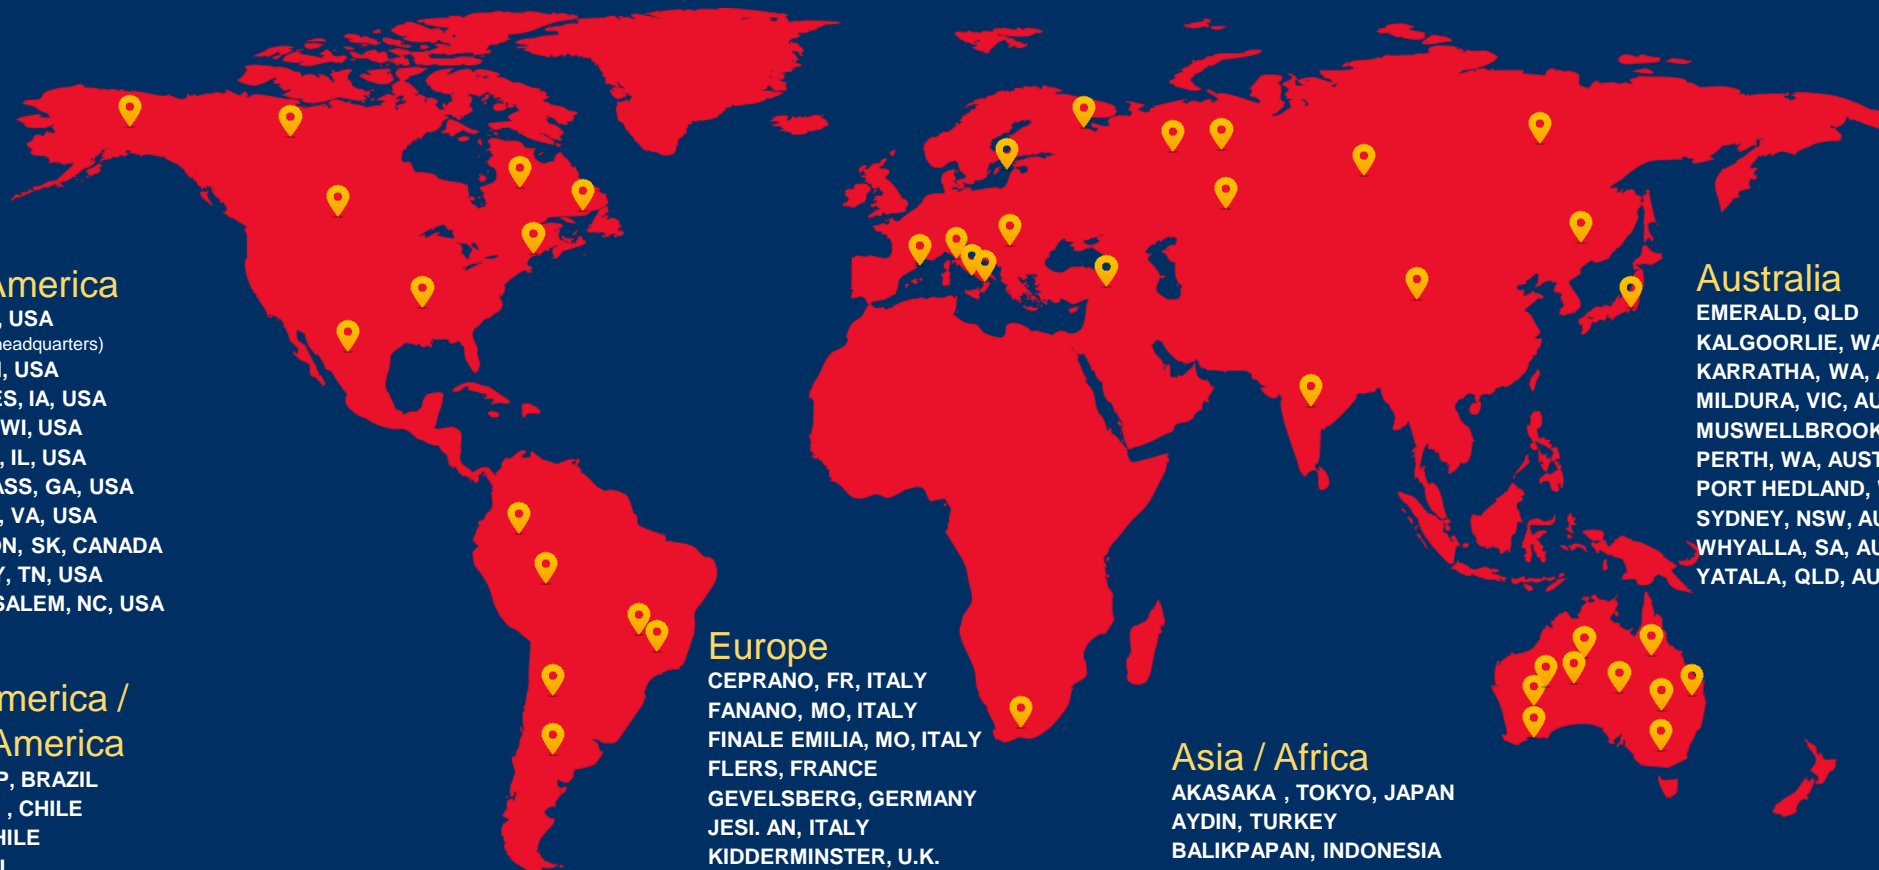 America
, USA
headquarters)
, USA
ES, IA, USA
WI, USA
, IL, USA
ASS, GA, USA
, VA, USA
ON, SK, CANADA
Y, TN, USA
SALEM, NC, USA
merica /
America
P, BRAZIL
, CHILE
HILE
Europe
CEPRANO, FR, ITALY
FANANO, MO, ITALY
FINALE EMILIA, MO, ITALY
FLERS, FRANCE
GEVELSBERG, GERMANY
JESI. AN, ITALY
KIDDERMINSTER, U.K.
Asia / Africa
AKASAKA , TOKYO, JAPAN
AYDIN, TURKEY
BALIKPAPAN, INDONESIA
Australia
EMERALD, QLD
KALGOORLIE, WA
KARRATHA, WA, A
MILDURA, VIC, AU
MUSWELLBROOK
PERTH, WA, AUST
PORT HEDLAND, W
SYDNEY, NSW, AU
WHYALLA, SA, AU
YATALA, QLD, AU